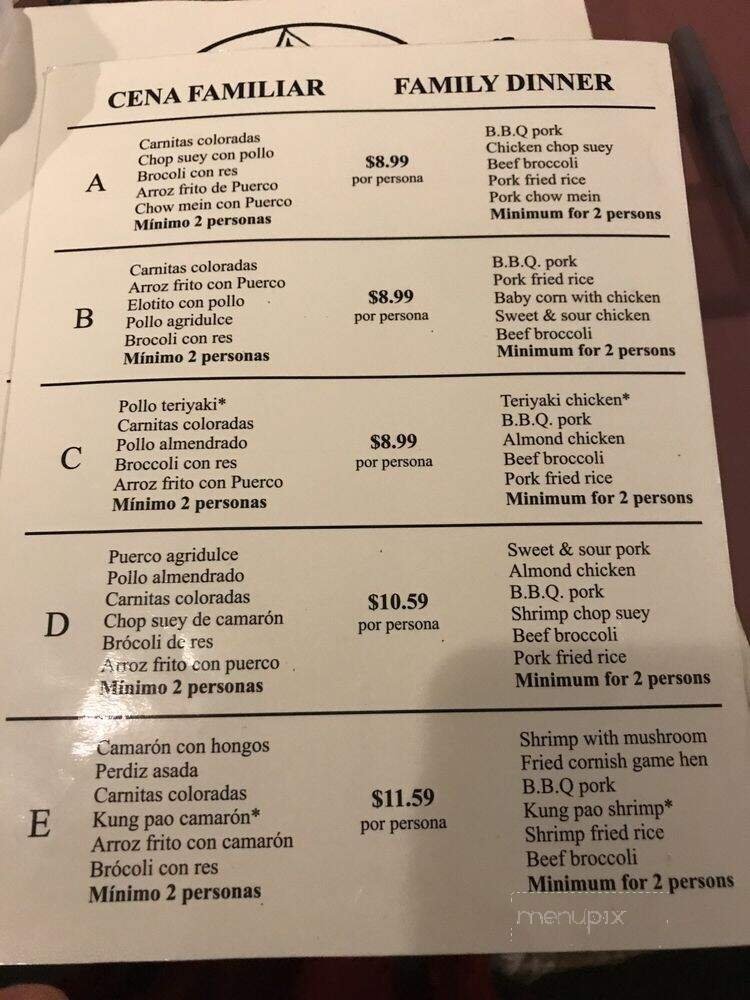 CENA FAMILIAR FAMILY DINNER
A
Carnitas coloradas
Chop suey con pollo
Brocoli con res
Arroz frito de Puerco
Chow mein con Puerco
Mínimo 2 personas
$8.99
por persona
B.B.Q pork
Chicken chop suey
Beef broccoli
Pork fried rice
Pork chow mein
Minimum for 2 persons
B
Carnitas coloradas
Arroz frito con Puerco
Elotito con pollo
Pollo agridulce
Brocoli con res
Mínimo 2 personas
$8.99
por persona
B.B.Q. pork
Pork fried rice
Baby corn with chicken
Sweet & sour chicken
Beef broccoli
Minimum for 2 persons
C
Pollo teriyaki*
Carnitas coloradas
Pollo almendrado
Broccoli con res
Arroz frito con Puerco
Mínimo 2 personas
$8.99
por persona
Teriyaki chicken*
B.B.Q. pork
Almond chicken
Beef broccoli
Pork fried rice
Minimum for 2 persons
D
Puerco agridulce
Pollo almendrado
Carnitas coloradas
Chop suey de camarón
Brócoli de res
Arroz frito con puerco
Mínimo 2 personas
$10.59
por persona
Sweet & sour pork
Almond chicken
B.B.Q. pork
Shrimp chop suey
Beef broccoli
Pork fried rice
Minimum for 2 persons
E
Camarón con hongos
Perdiz asada
Carnitas coloradas
Kung pao camarón*
Arroz frito con camarón
Brócoli con res
Mínimo 2 personas
$11.59
por persona
Shrimp with mushroom
Fried cornish game hen
B.B.Q pork
Kung pao shrimp*
Shrimp fried rice
Beef broccoli
Minimum for 2 persons
menupix